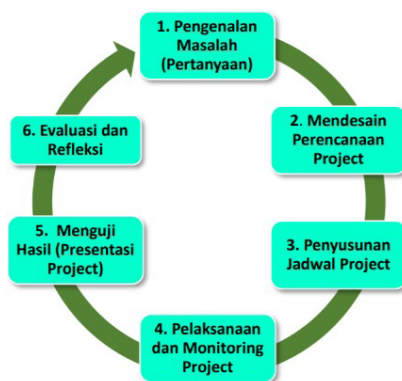 1. Pengenalan
Masalah
(Pertanyaan)
2. Mendesain
Perencanaan
Project
3. Penyusunan
Jadwal Project
4. Pelaksanaan
dan Monitoring
Project
5. Menguji
Hasil (Presentasi
Project)
6. Evaluasi dan
Refleksi